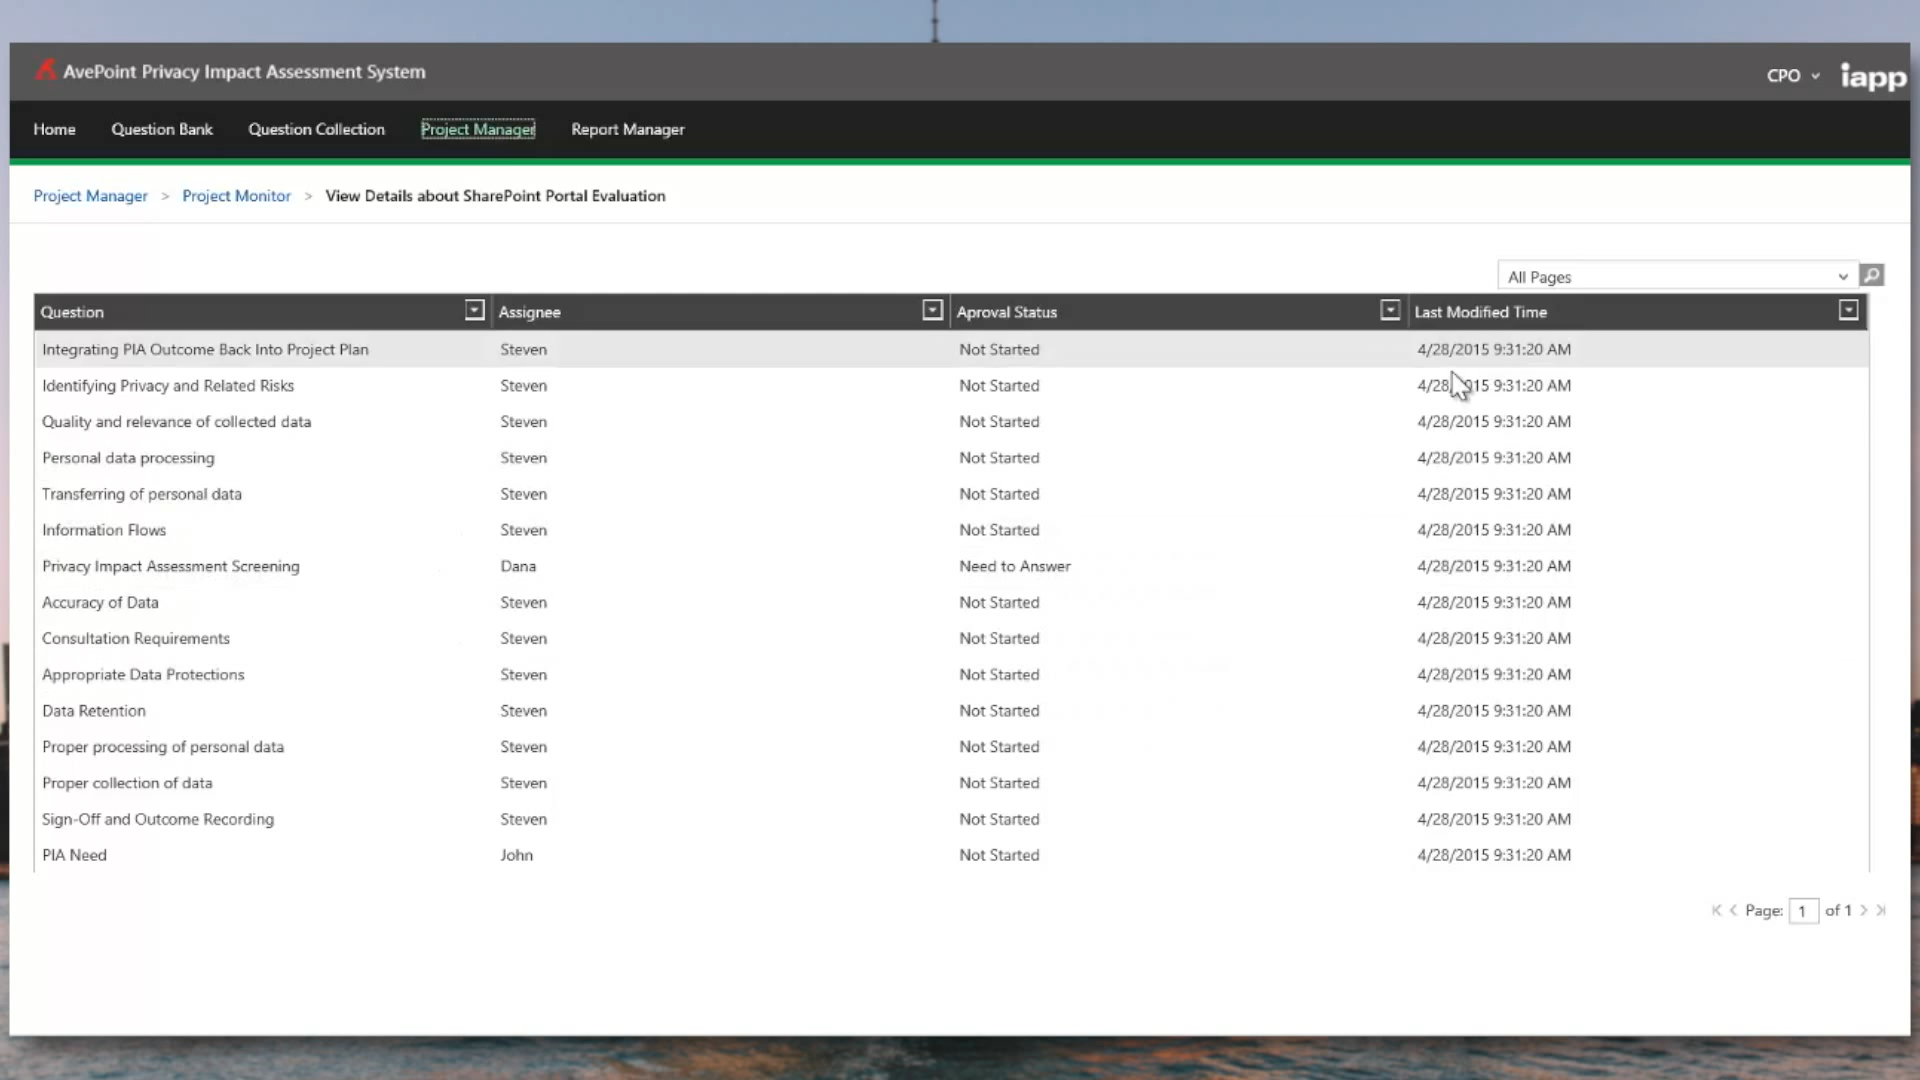 AvePoint Privacy Impact Assessment System
CPO
iapp
Home Question Bank Question Collection Project Manager Report Manager
Project Manager > Project Monitor > View Details about SharePoint Portal Evaluation
All Pages
Question Assignee Aproval Status Last Modified Time
Integrating PIA Outcome Back Into Project Plan Steven Not Started 4/28/2015 9:31:20 AM
Identifying Privacy and Related Risks Steven Not Started 4/28/2015 9:31:20 AM
Quality and relevance of collected data Steven Not Started 4/28/2015 9:31:20 AM
Personal data processing Steven Not Started 4/28/2015 9:31:20 AM
Transferring of personal data Steven Not Started 4/28/2015 9:31:20 AM
Information Flows Steven Not Started 4/28/2015 9:31:20 AM
Privacy Impact Assessment Screening Dana Need to Answer 4/28/2015 9:31:20 AM
Accuracy of Data Steven Not Started 4/28/2015 9:31:20 AM
Consultation Requirements Steven Not Started 4/28/2015 9:31:20 AM
Appropriate Data Protections Steven Not Started 4/28/2015 9:31:20 AM
Data Retention Steven Not Started 4/28/2015 9:31:20 AM
Proper processing of personal data Steven Not Started 4/28/2015 9:31:20 AM
Proper collection of data Steven Not Started 4/28/2015 9:31:20 AM
Sign-Off and Outcome Recording Steven Not Started 4/28/2015 9:31:20 AM
PIA Need John Not Started 4/28/2015 9:31:20 AM
Page: 1 of 1